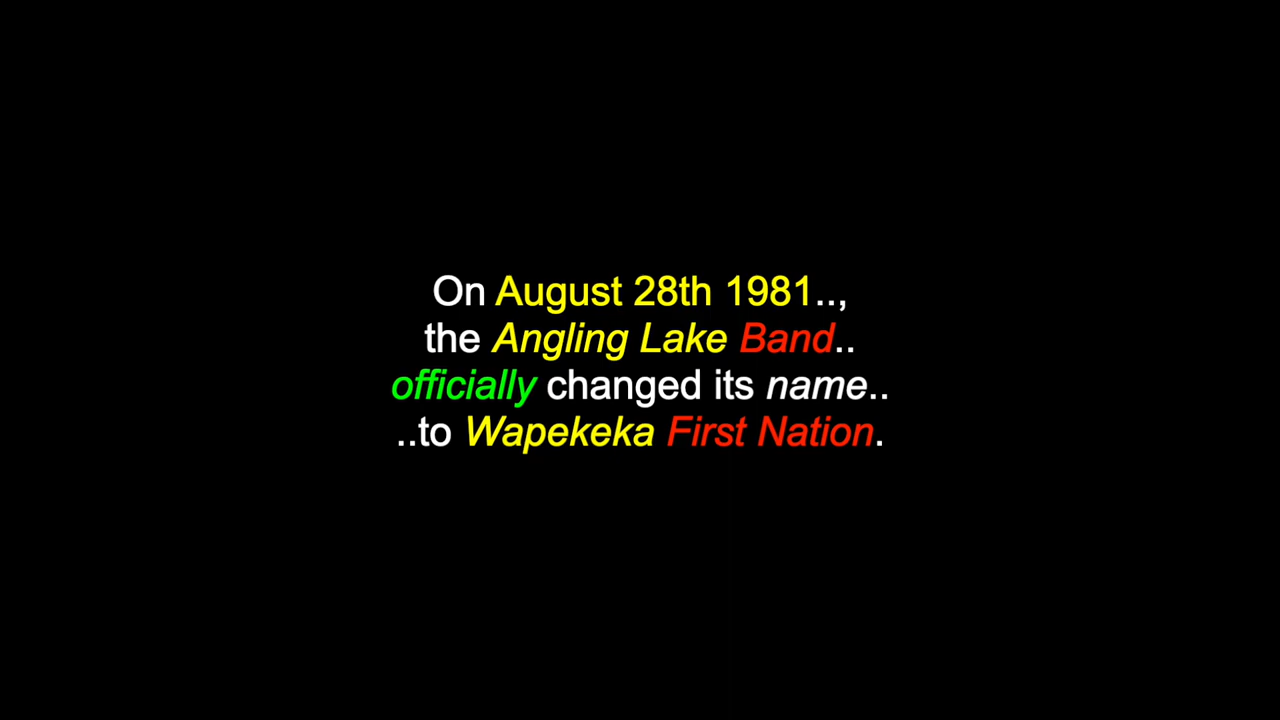 On August 28th 1981..,
the Angling Lake Band..
officially changed its name..
..to Wapekeka First Nation.